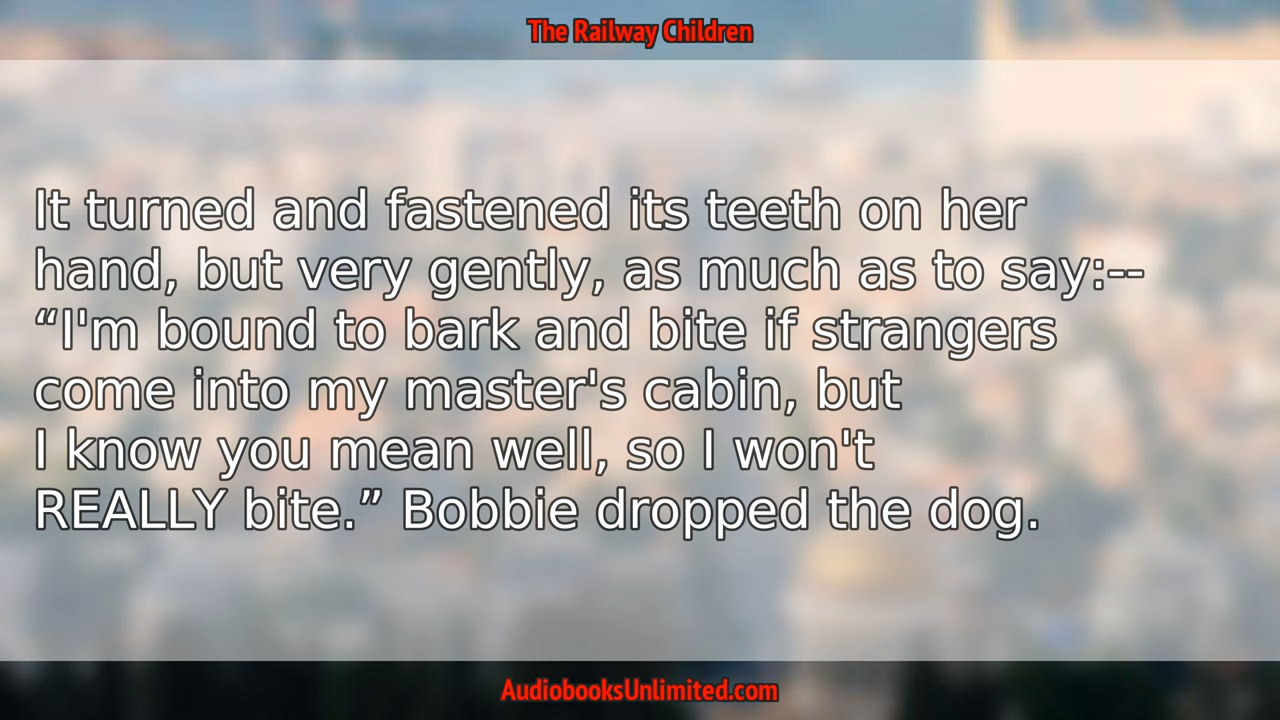 The Railway Children
It turned and fastened its teeth on her
hand, but very gently, as much as to say:--
“I'm bound to bark and bite if strangers
come into my master's cabin, but
I know you mean well, so I won't
REALLY bite.” Bobbie dropped the dog.
AudiobooksUnlimited.com